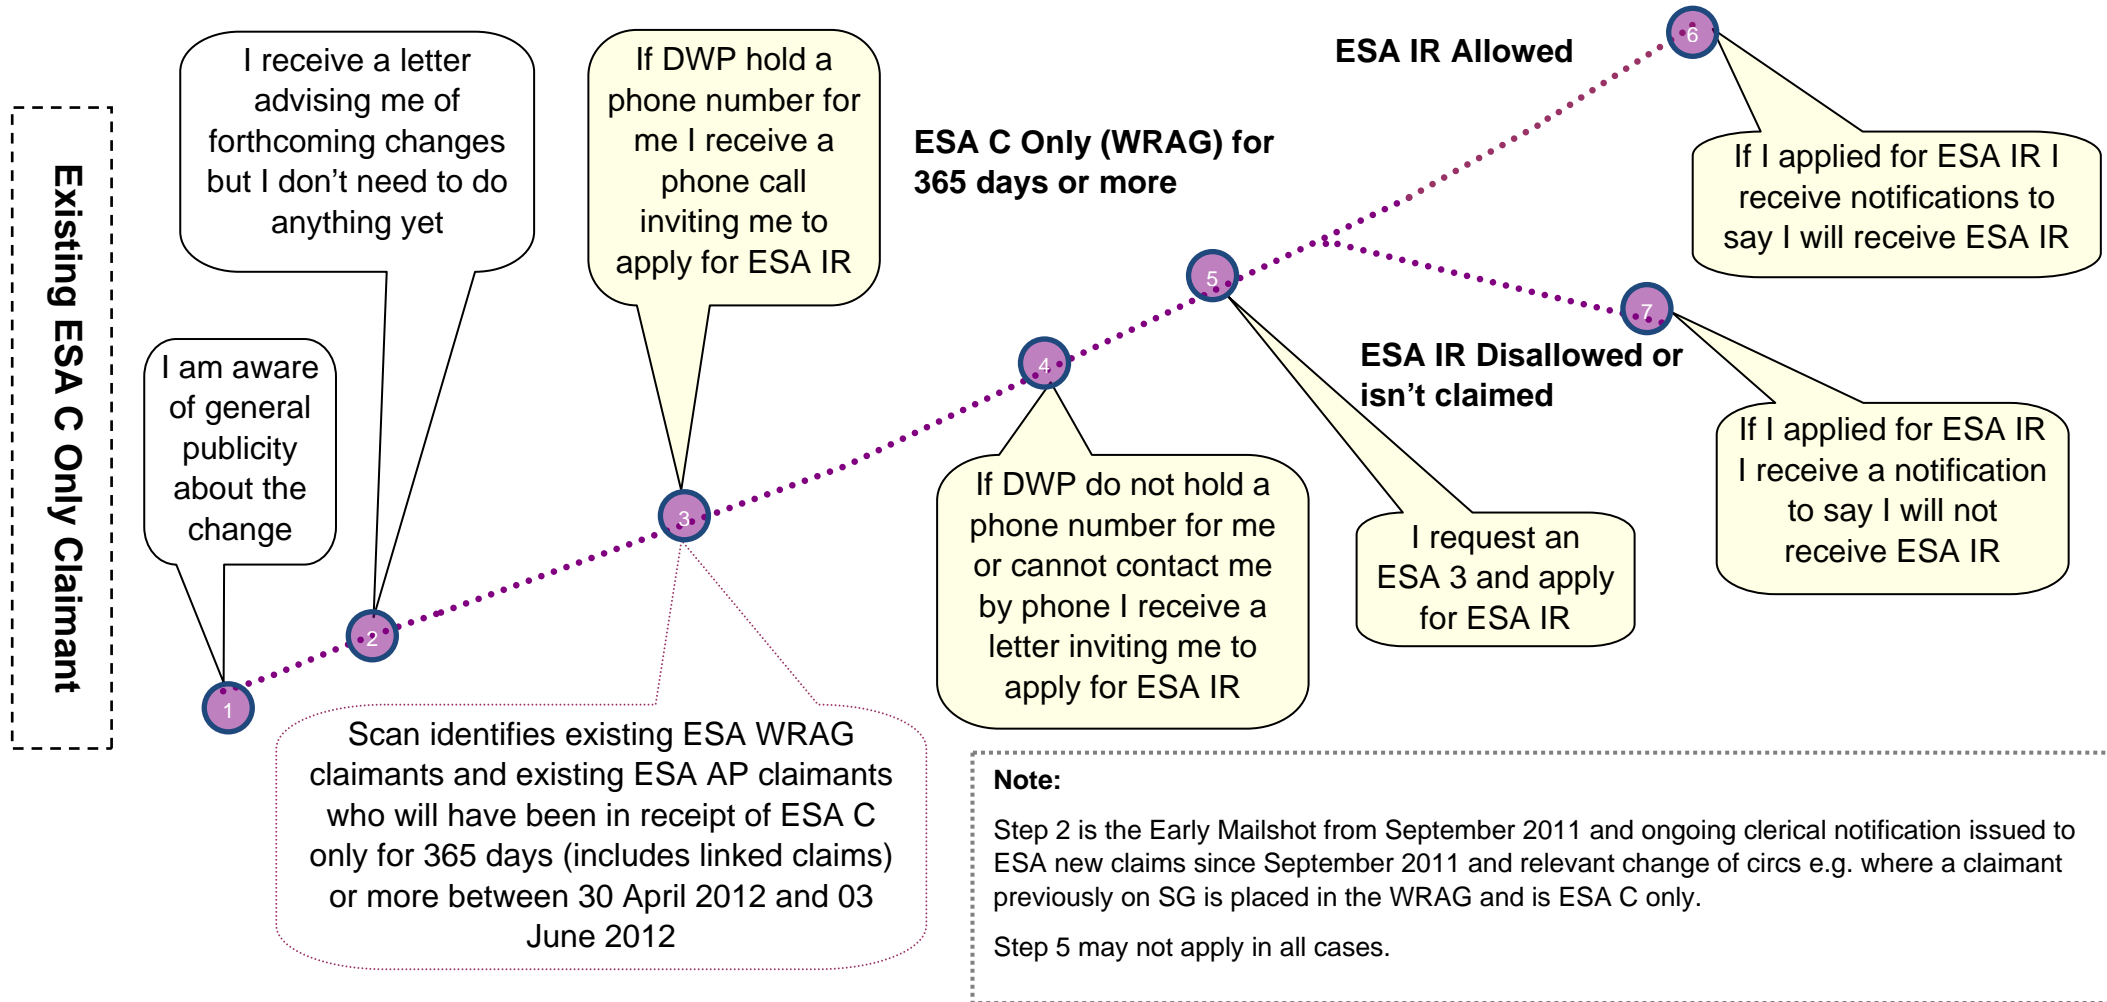 Existing ESA C Only Claimant
I am aware
of general
publicity
about the
change
1
I receive a letter
advising me of
forthcoming changes
but I don’t need to do
anything yet
2
If DWP hold a
phone number for
me I receive a
phone call
inviting me to
apply for ESA IR
3
Scan identifies existing ESA WRAG
claimants and existing ESA AP claimants
who will have been in receipt of ESA C
only for 365 days (includes linked claims)
or more between 30 April 2012 and 03
June 2012
ESA C Only (WRAG) for
365 days or more
4
If DWP do not hold a
phone number for me
or cannot contact me
by phone I receive a
letter inviting me to
apply for ESA IR
5
I request an
ESA 3 and apply
for ESA IR
ESA IR Allowed
6
If I applied for ESA IR I
receive notifications to
say I will receive ESA IR
7
ESA IR Disallowed or
isn’t claimed
If I applied for ESA IR
I receive a notification
to say I will not
receive ESA IR
Note:
Step 2 is the Early Mailshot from September 2011 and ongoing clerical notification issued to
ESA new claims since September 2011 and relevant change of circs e.g. where a claimant
previously on SG is placed in the WRAG and is ESA C only.
Step 5 may not apply in all cases.